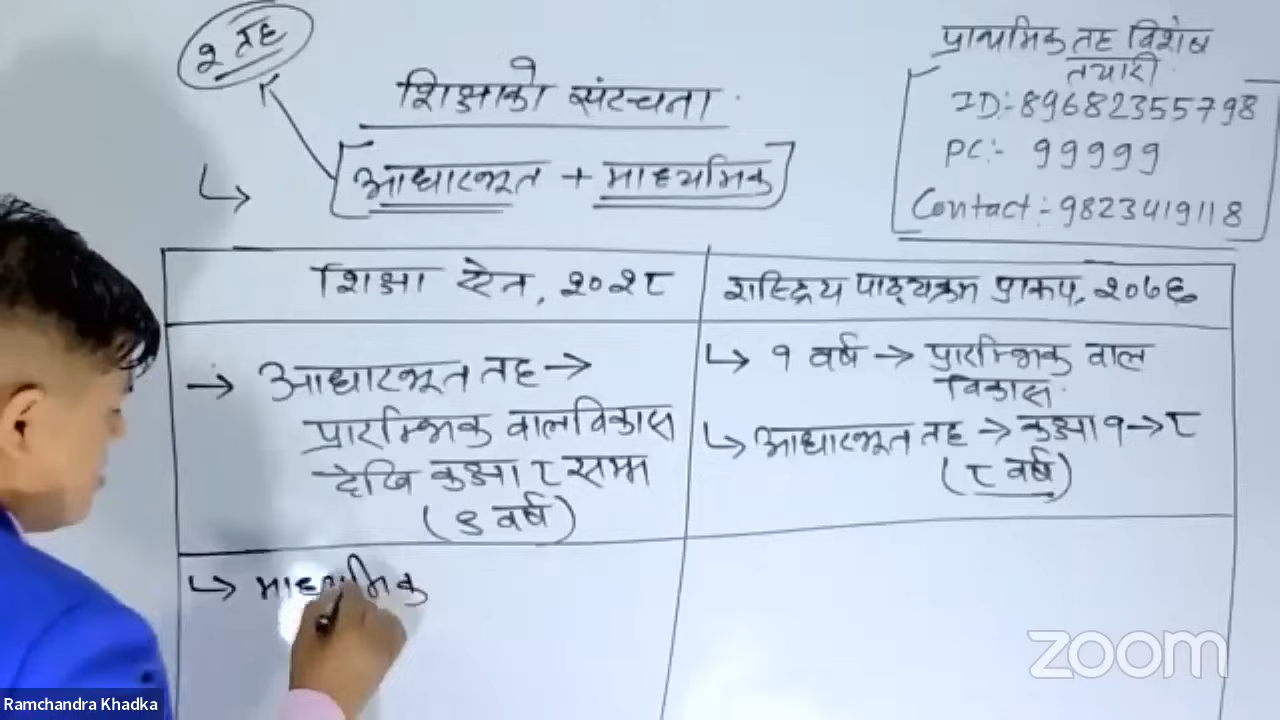 २ तह
शिक्षाको संरचना
आधारभूत + माध्यमिक
प्राथमिक तह विशेष
तयारी
ID:- 89682355798
PC:- 99999
Contact:- 9823419118
शिक्षा ऐन, २०२८
राष्ट्रिय पाठ्यक्रम प्रारूप, २०७६
→ आधारभूत तह →
प्रारम्भिक वालविकास
देखि कक्षा ८ सम्म
(९ वर्ष)
↳ १ वर्ष → प्रारम्भिक वाल
विकास
↳ आधारभूत तह → कक्षा १ → ८
(८ वर्ष)
↳ माध्यमिक
zoom
Ramchandra Khadka